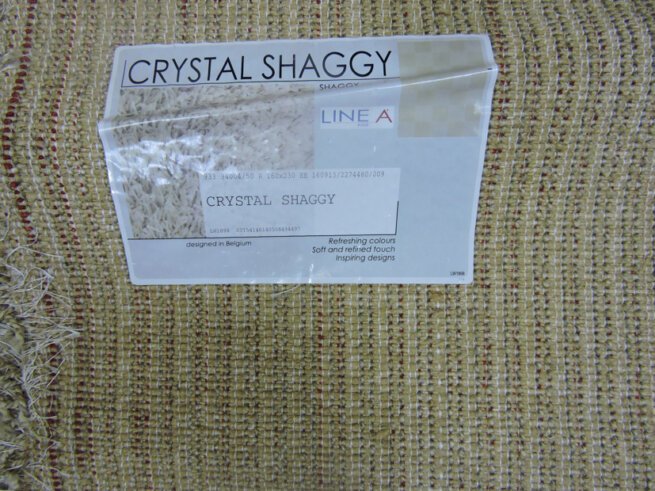 CRYSTAL SHAGGY
SHAGGY
LINE A
CRYSTAL SHAGGY
designed in Belgium
Refreshing colours
Soft and refined touch
Inspiring designs